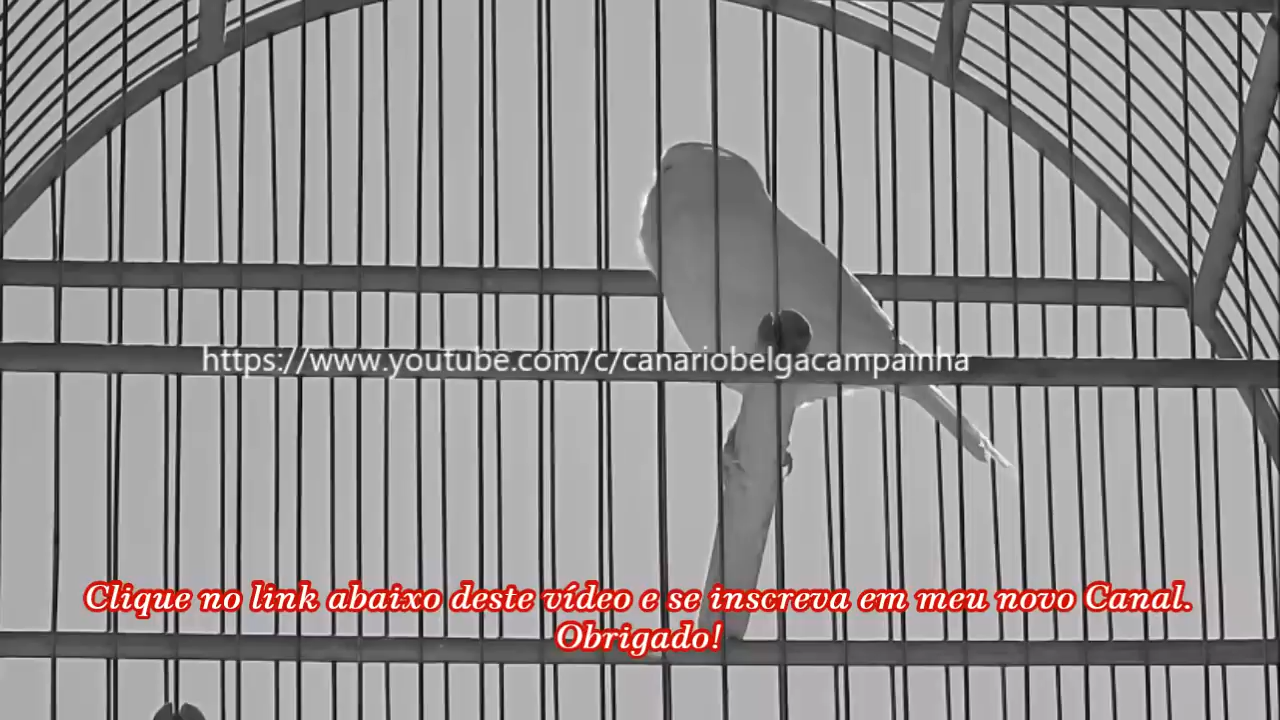 https://www.youtube.com/c/canariobelgacampainha
Clique no link abaixo deste vídeo e se inscreva em meu novo Canal.
Obrigado!